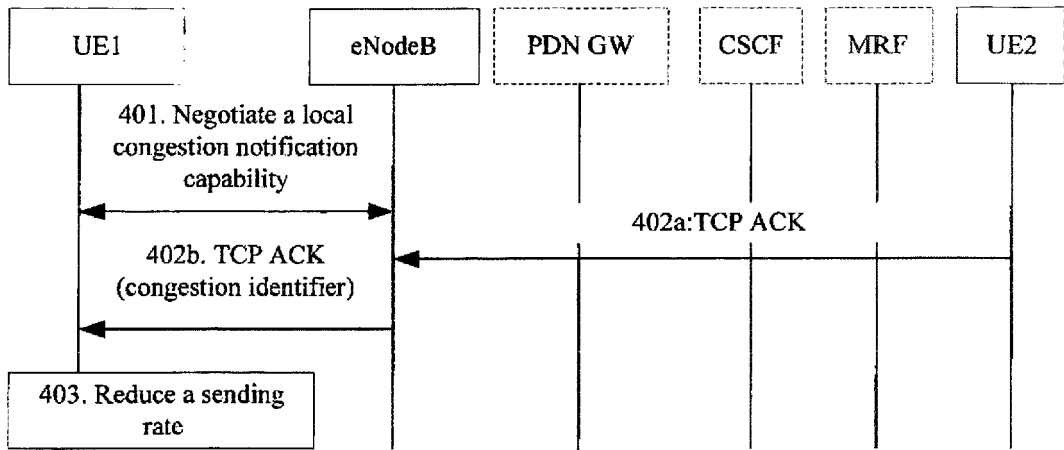 UE1
eNodeB
PDN GW
CSCF
MRF
UE2
401. Negotiate a local
congestion notification
capability
402a:TCP ACK
402b. TCP ACK
(congestion identifier)
403. Reduce a sending
rate